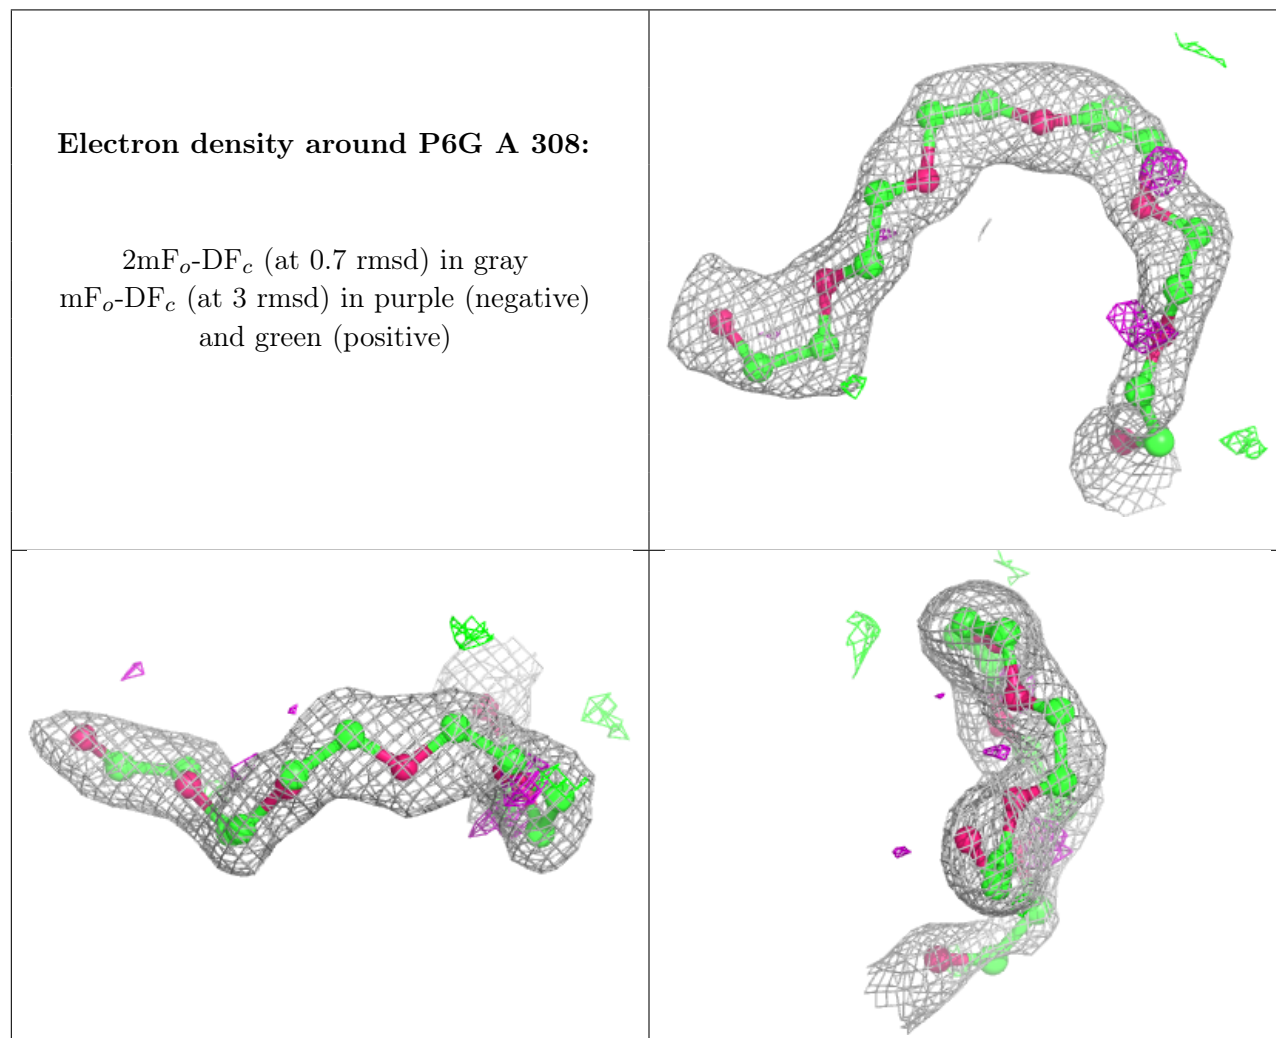 Electron density around P6G A 308:
2mFo-DFc (at 0.7 rmsd) in gray
mFo-DFc (at 3 rmsd) in purple (negative)
and green (positive)